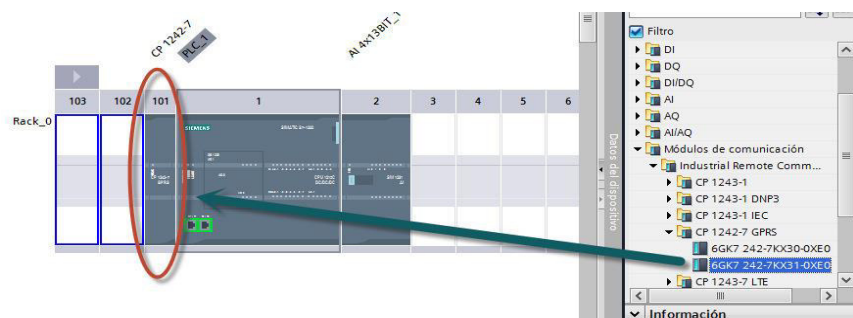 CP 1242-7
PLC_1
AI 4x13BIT_1
103 102 101 1 2 3 4 5 6
Rack_0
SIEMENS
Datos del dispositivo
Filtro
DI
DQ
DI/DQ
AI
AQ
AI/AQ
Módulos de comunicación
Industrial Remote Comm...
CP 1243-1
CP 1243-1 DNP3
CP 1243-1 IEC
CP 1242-7 GPRS
6GK7 242-7KX30-0XE0
6GK7 242-7KX31-0XE0
CP 1243-7 LTE
Información